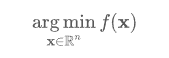 arg min f(x)
x∈ℝⁿ